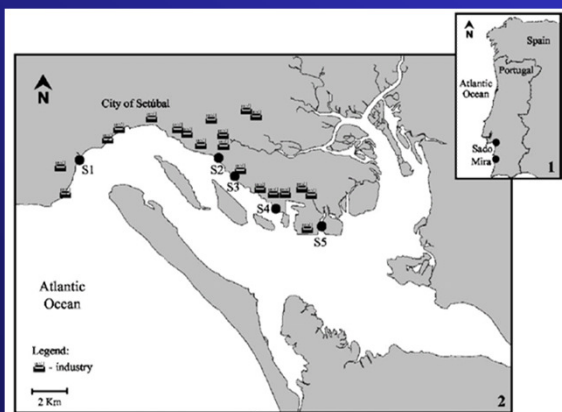 N
City of Setúbal
S1
S2
S3
S4
S5
Atlantic
Ocean
Legend:
- industry
2 Km
2
N
Spain
Portugal
Atlantic
Ocean
Sado
Mira
1